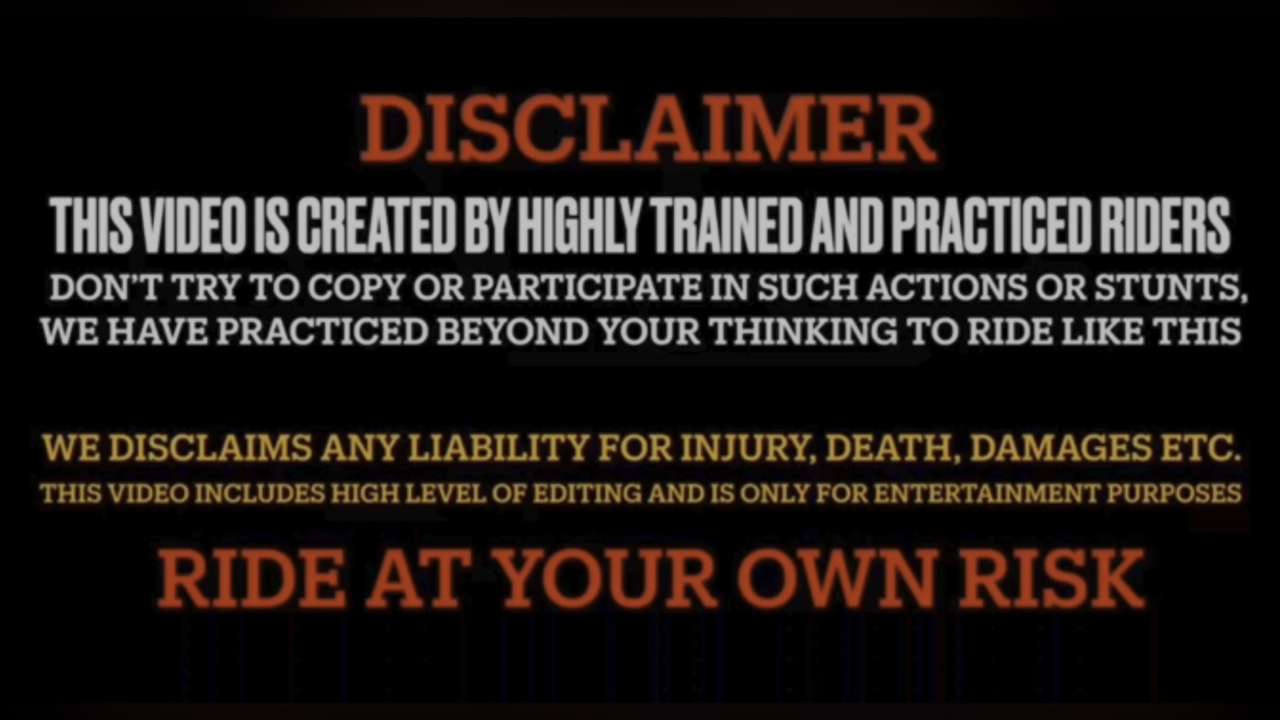 DISCLAIMER
THIS VIDEO IS CREATED BY HIGHLY TRAINED AND PRACTICED RIDERS
DON'T TRY TO COPY OR PARTICIPATE IN SUCH ACTIONS OR STUNTS,
WE HAVE PRACTICED BEYOND YOUR THINKING TO RIDE LIKE THIS
WE DISCLAIMS ANY LIABILITY FOR INJURY, DEATH, DAMAGES ETC.
THIS VIDEO INCLUDES HIGH LEVEL OF EDITING AND IS ONLY FOR ENTERTAINMENT PURPOSES
RIDE AT YOUR OWN RISK